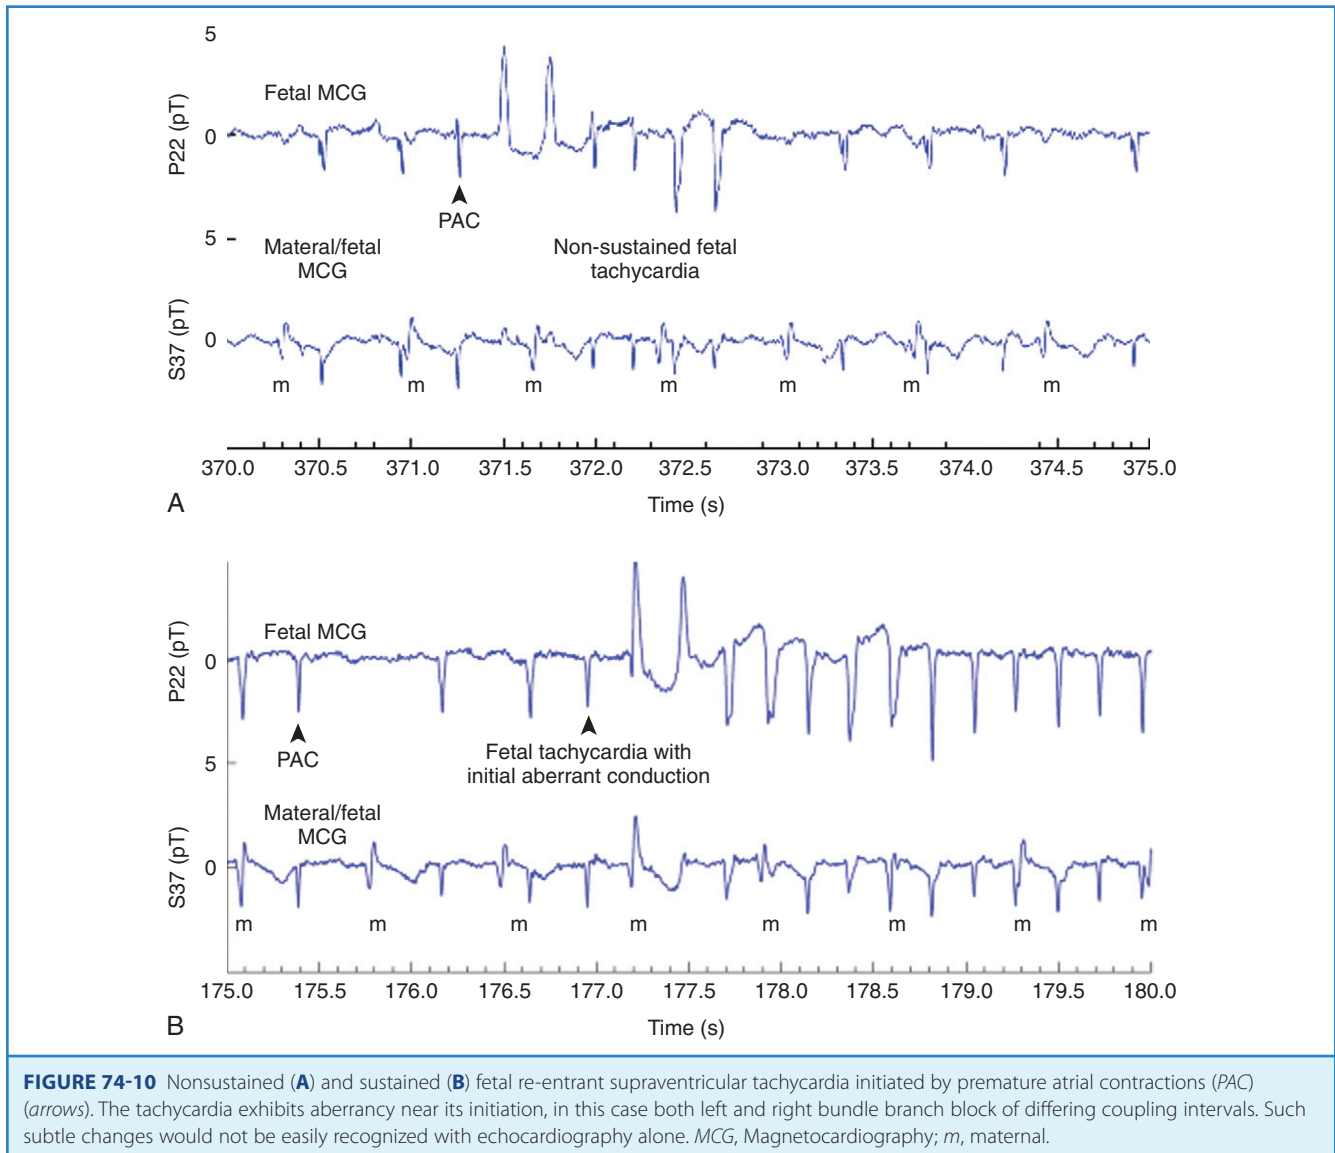 5
Fetal MCG
P22 (pT)
0
PAC
5
Materal/fetal
MCG
Non-sustained fetal
tachycardia
S37 (pT)
0
m m m m m m m
370.0 370.5 371.0 371.5 372.0 372.5 373.0 373.5 374.0 374.5 375.0
A
Time (s)
Fetal MCG
P22 (pT)
0
PAC
Fetal tachycardia with
initial aberrant conduction
5
Materal/fetal
MCG
S37 (pT)
0
m m m m m m m m
175.0 175.5 176.0 176.5 177.0 177.5 178.0 178.5 179.0 179.5 180.0
B
Time (s)
FIGURE 74-10 Nonsustained (A) and sustained (B) fetal re-entrant supraventricular tachycardia initiated by premature atrial contractions (PAC)
(arrows). The tachycardia exhibits aberrancy near its initiation, in this case both left and right bundle branch block of differing coupling intervals. Such
subtle changes would not be easily recognized with echocardiography alone. MCG, Magnetocardiography; m, maternal.